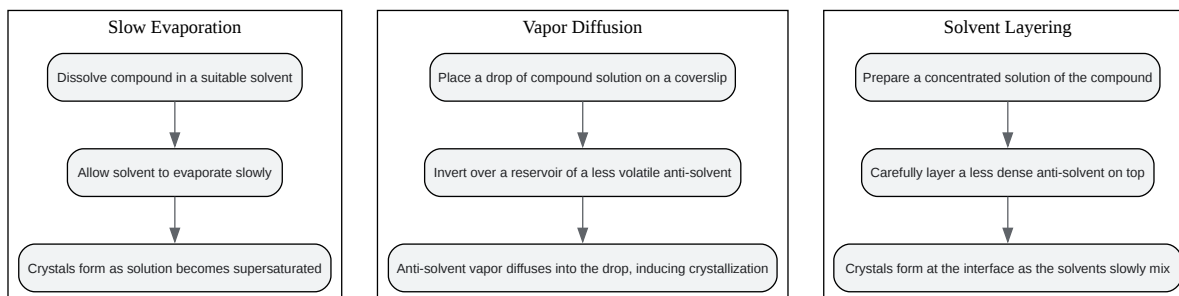 Slow Evaporation
Dissolve compound in a suitable solvent
Allow solvent to evaporate slowly
Crystals form as solution becomes supersaturated
Vapor Diffusion
Place a drop of compound solution on a coverslip
Invert over a reservoir of a less volatile anti-solvent
Anti-solvent vapor diffuses into the drop, inducing crystallization
Solvent Layering
Prepare a concentrated solution of the compound
Carefully layer a less dense anti-solvent on top
Crystals form at the interface as the solvents slowly mix